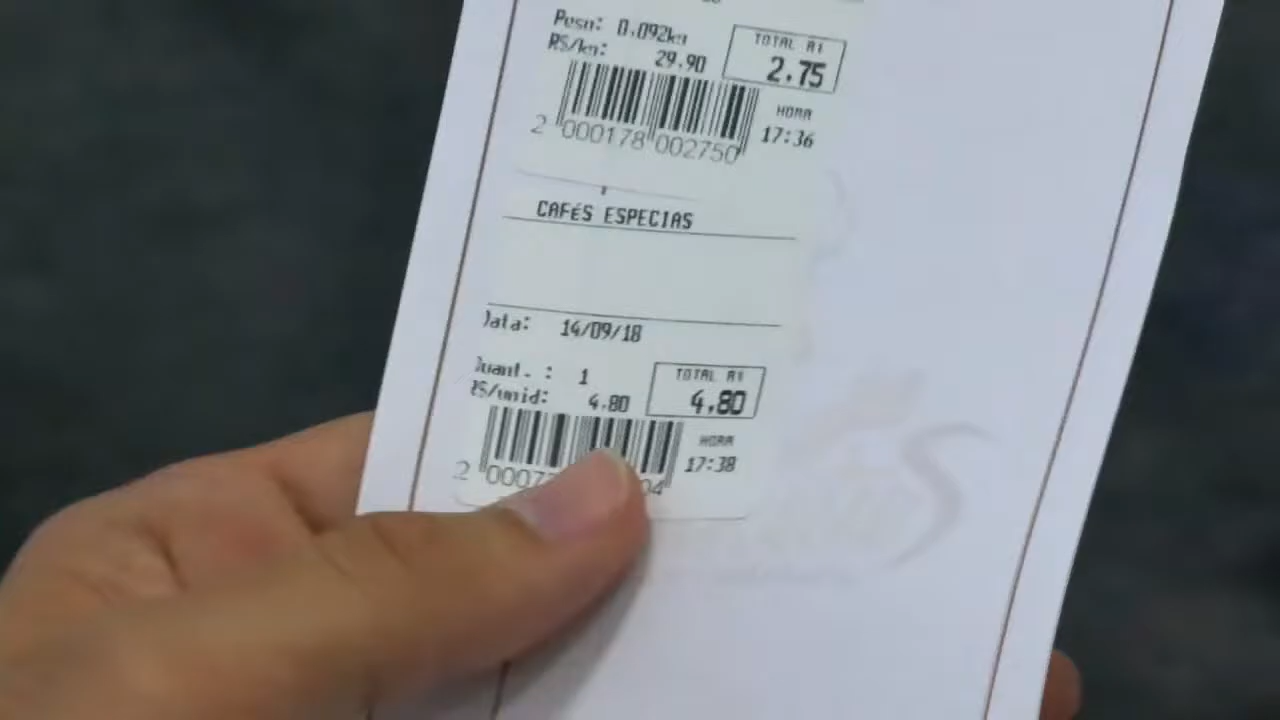 Peso: 0.092kg
R$/kg: 29.90
TOTAL R$
2.75
HORA
17:36
2 000178 002750
CAFéS ESPECIAS
Data: 14/09/18
Quant. : 1
R$/unid: 4.80
TOTAL R$
4.80
HORA
17:38
2